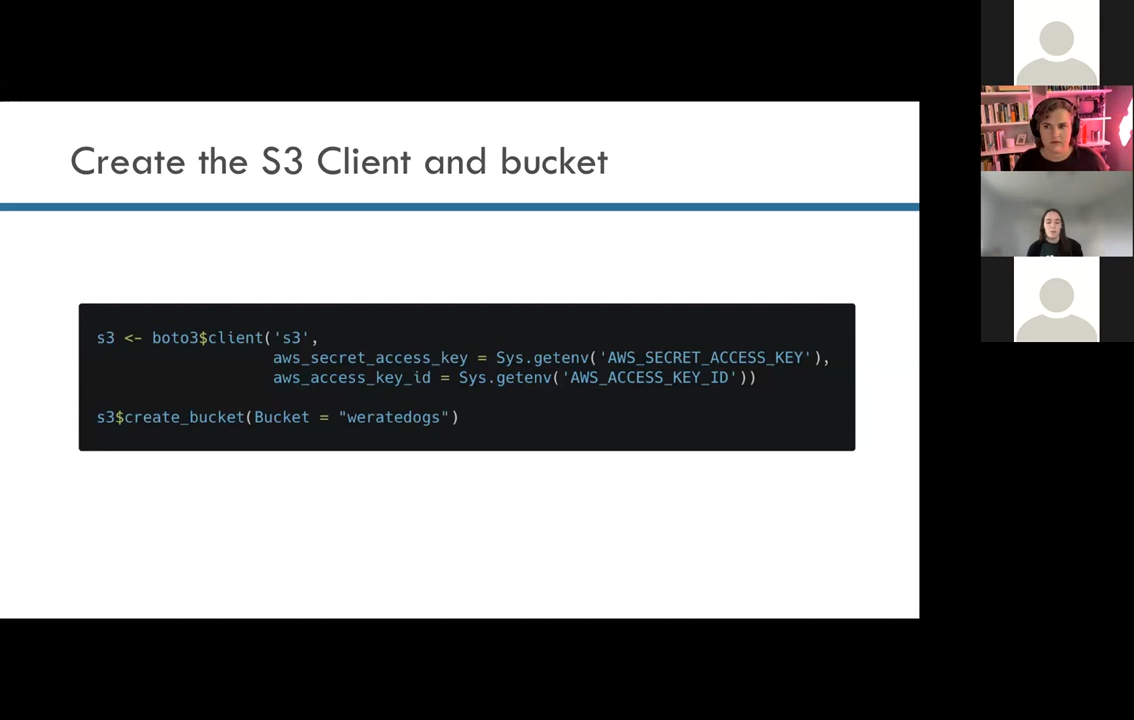 Create the S3 Client and bucket
s3 <- boto3$client('s3',
aws_secret_access_key = Sys.getenv('AWS_SECRET_ACCESS_KEY'),
aws_access_key_id = Sys.getenv('AWS_ACCESS_KEY_ID'))
s3$create_bucket(Bucket = "weratedogs")